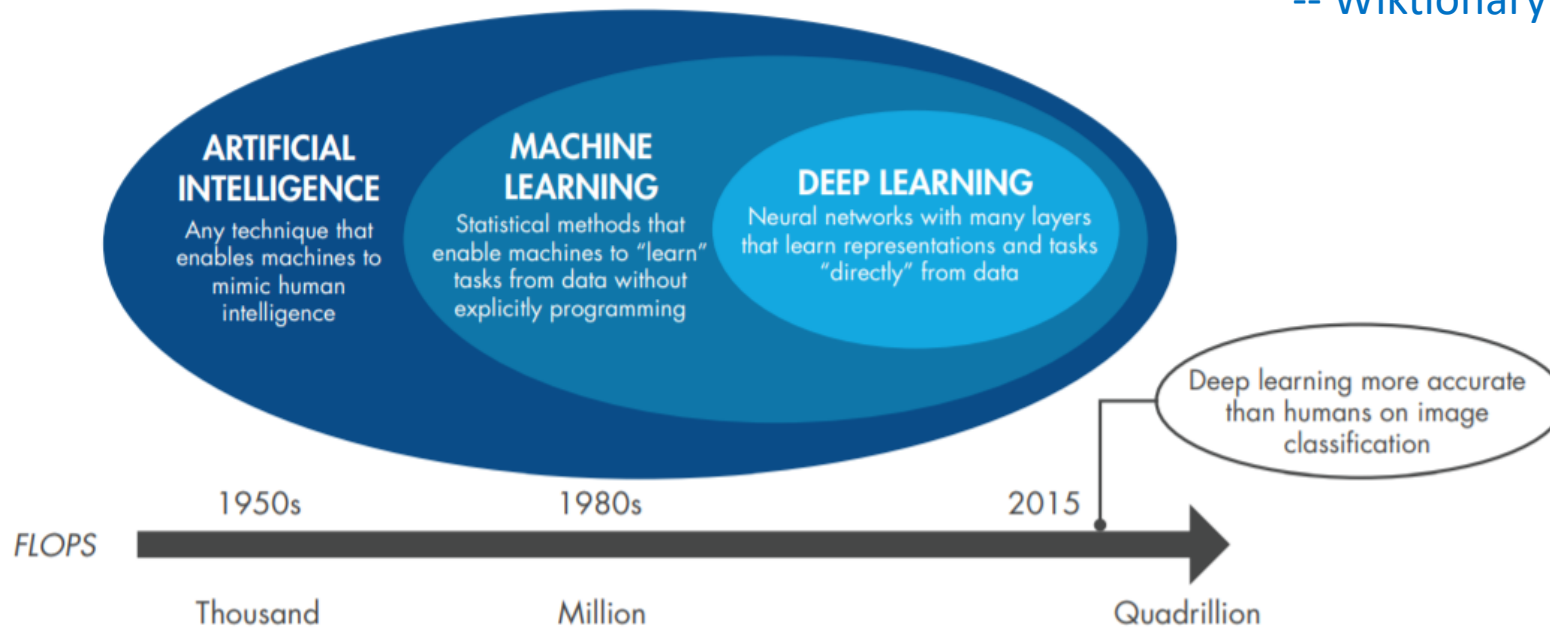 -- Wiktionary
ARTIFICIAL
INTELLIGENCE
Any technique that
enables machines to
mimic human
intelligence
MACHINE
LEARNING
Statistical methods that
enable machines to “learn”
tasks from data without
explicitly programming
DEEP LEARNING
Neural networks with many layers
that learn representations and tasks
“directly” from data
Deep learning more accurate
than humans on image
classification
1950s 1980s 2015
FLOPS
Thousand Million Quadrillion